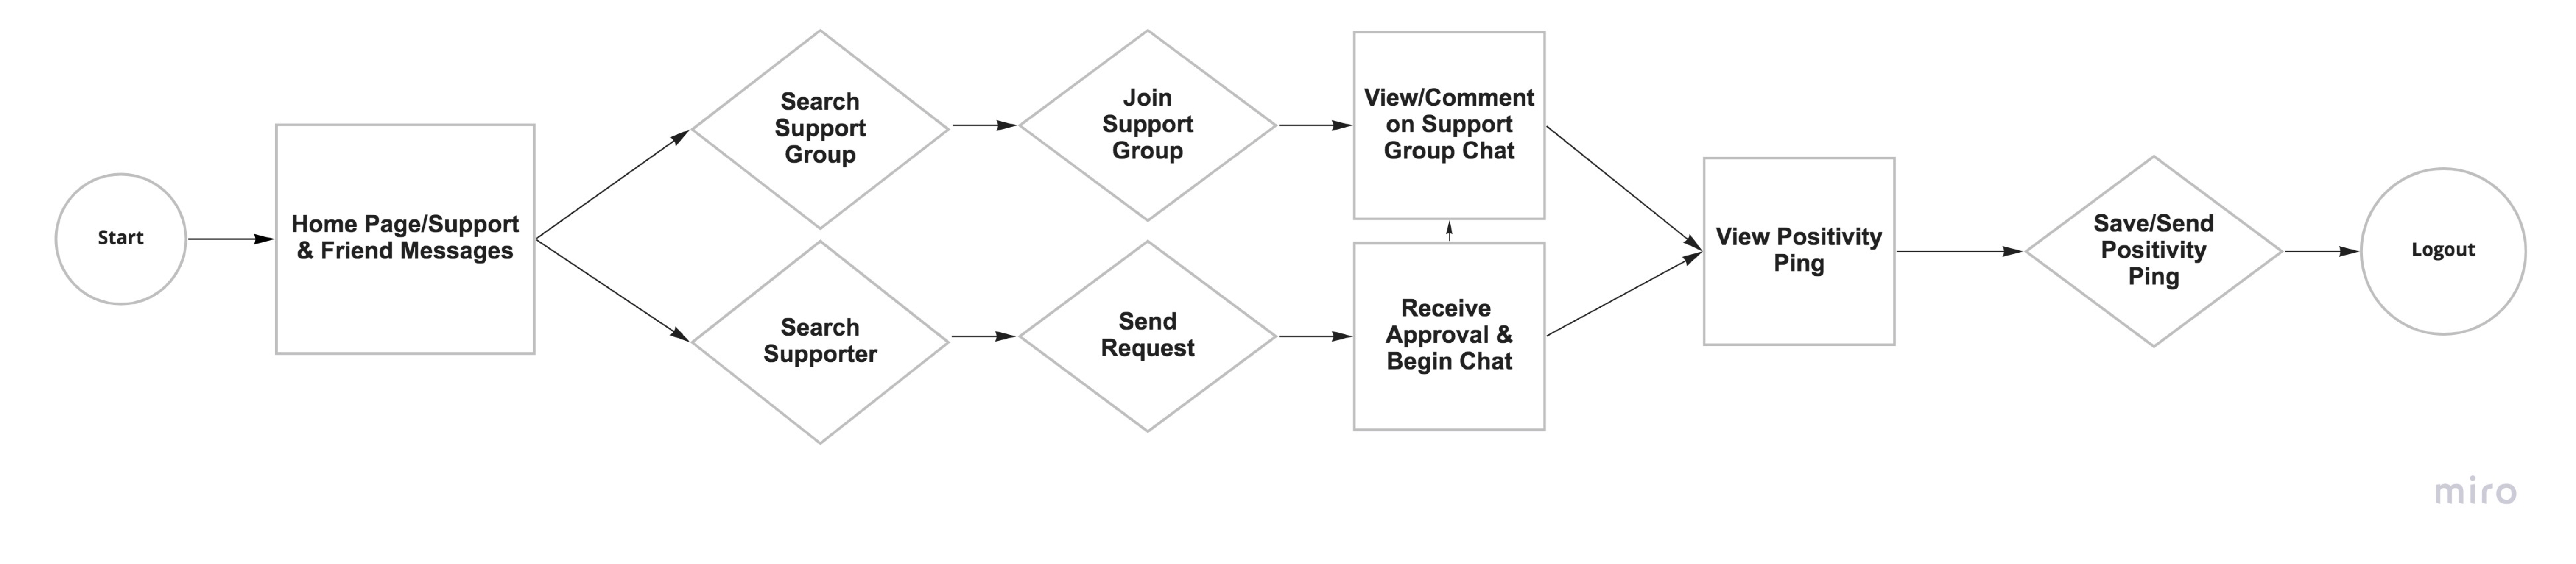 Start
Home Page/Support
& Friend Messages
Search
Support
Group
Join
Support
Group
View/Comment
on Support
Group Chat
Search
Supporter
Send
Request
Receive
Approval &
Begin Chat
View Positivity
Ping
Save/Send
Positivity
Ping
Logout
miro